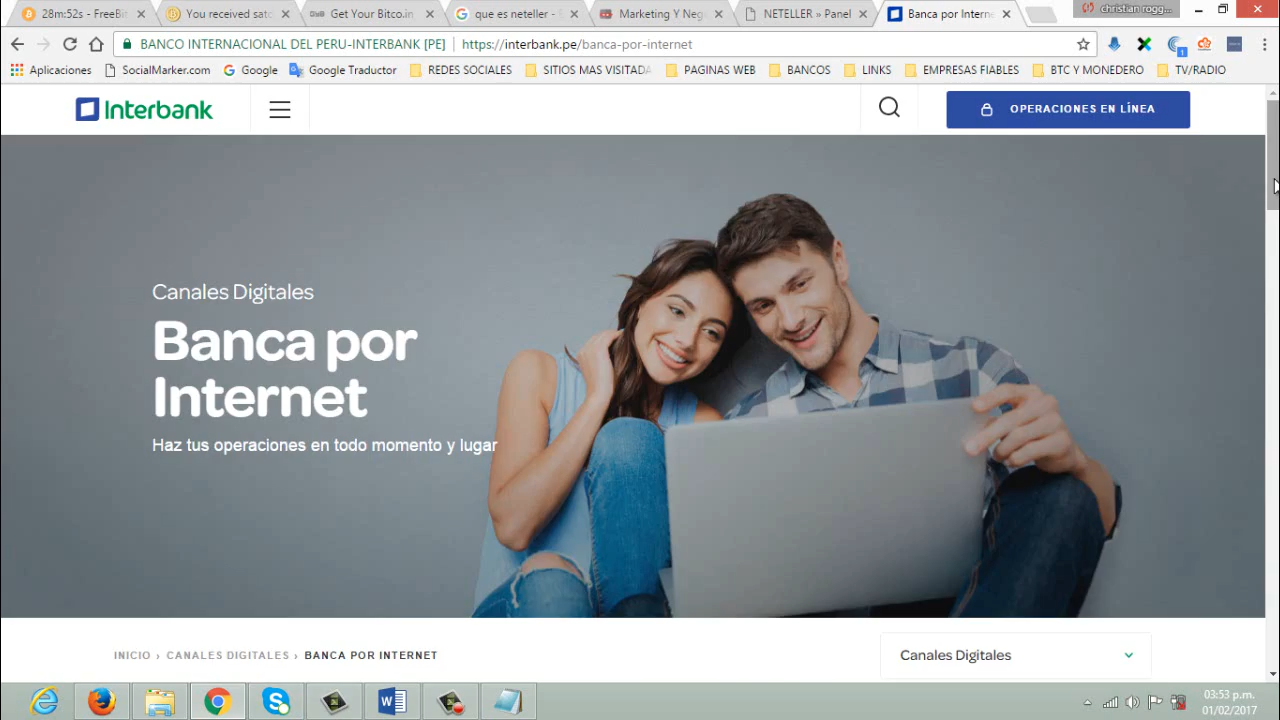 28m:52s - FreeBit
You received sato
Get Your Bitco.in
que es neteller -
Marketing Y Neg
NETELLER » Panel
Banca por Interne
christian rogg...
BANCO INTERNACIONAL DEL PERU-INTERBANK [PE]
https://interbank.pe/banca-por-internet
Aplicaciones
SocialMarker.com
Google
Google Traductor
REDES SOCIALES
SITIOS MAS VISITADA
PAGINAS WEB
BANCOS
LINKS
EMPRESAS FIABLES
BTC Y MONEDERO
TV/RADIO
Interbank
OPERACIONES EN LÍNEA
Canales Digitales
Banca por
Internet
Haz tus operaciones en todo momento y lugar
INICIO › CANALES DIGITALES › BANCA POR INTERNET
Canales Digitales
03:53 p.m.
01/02/2017